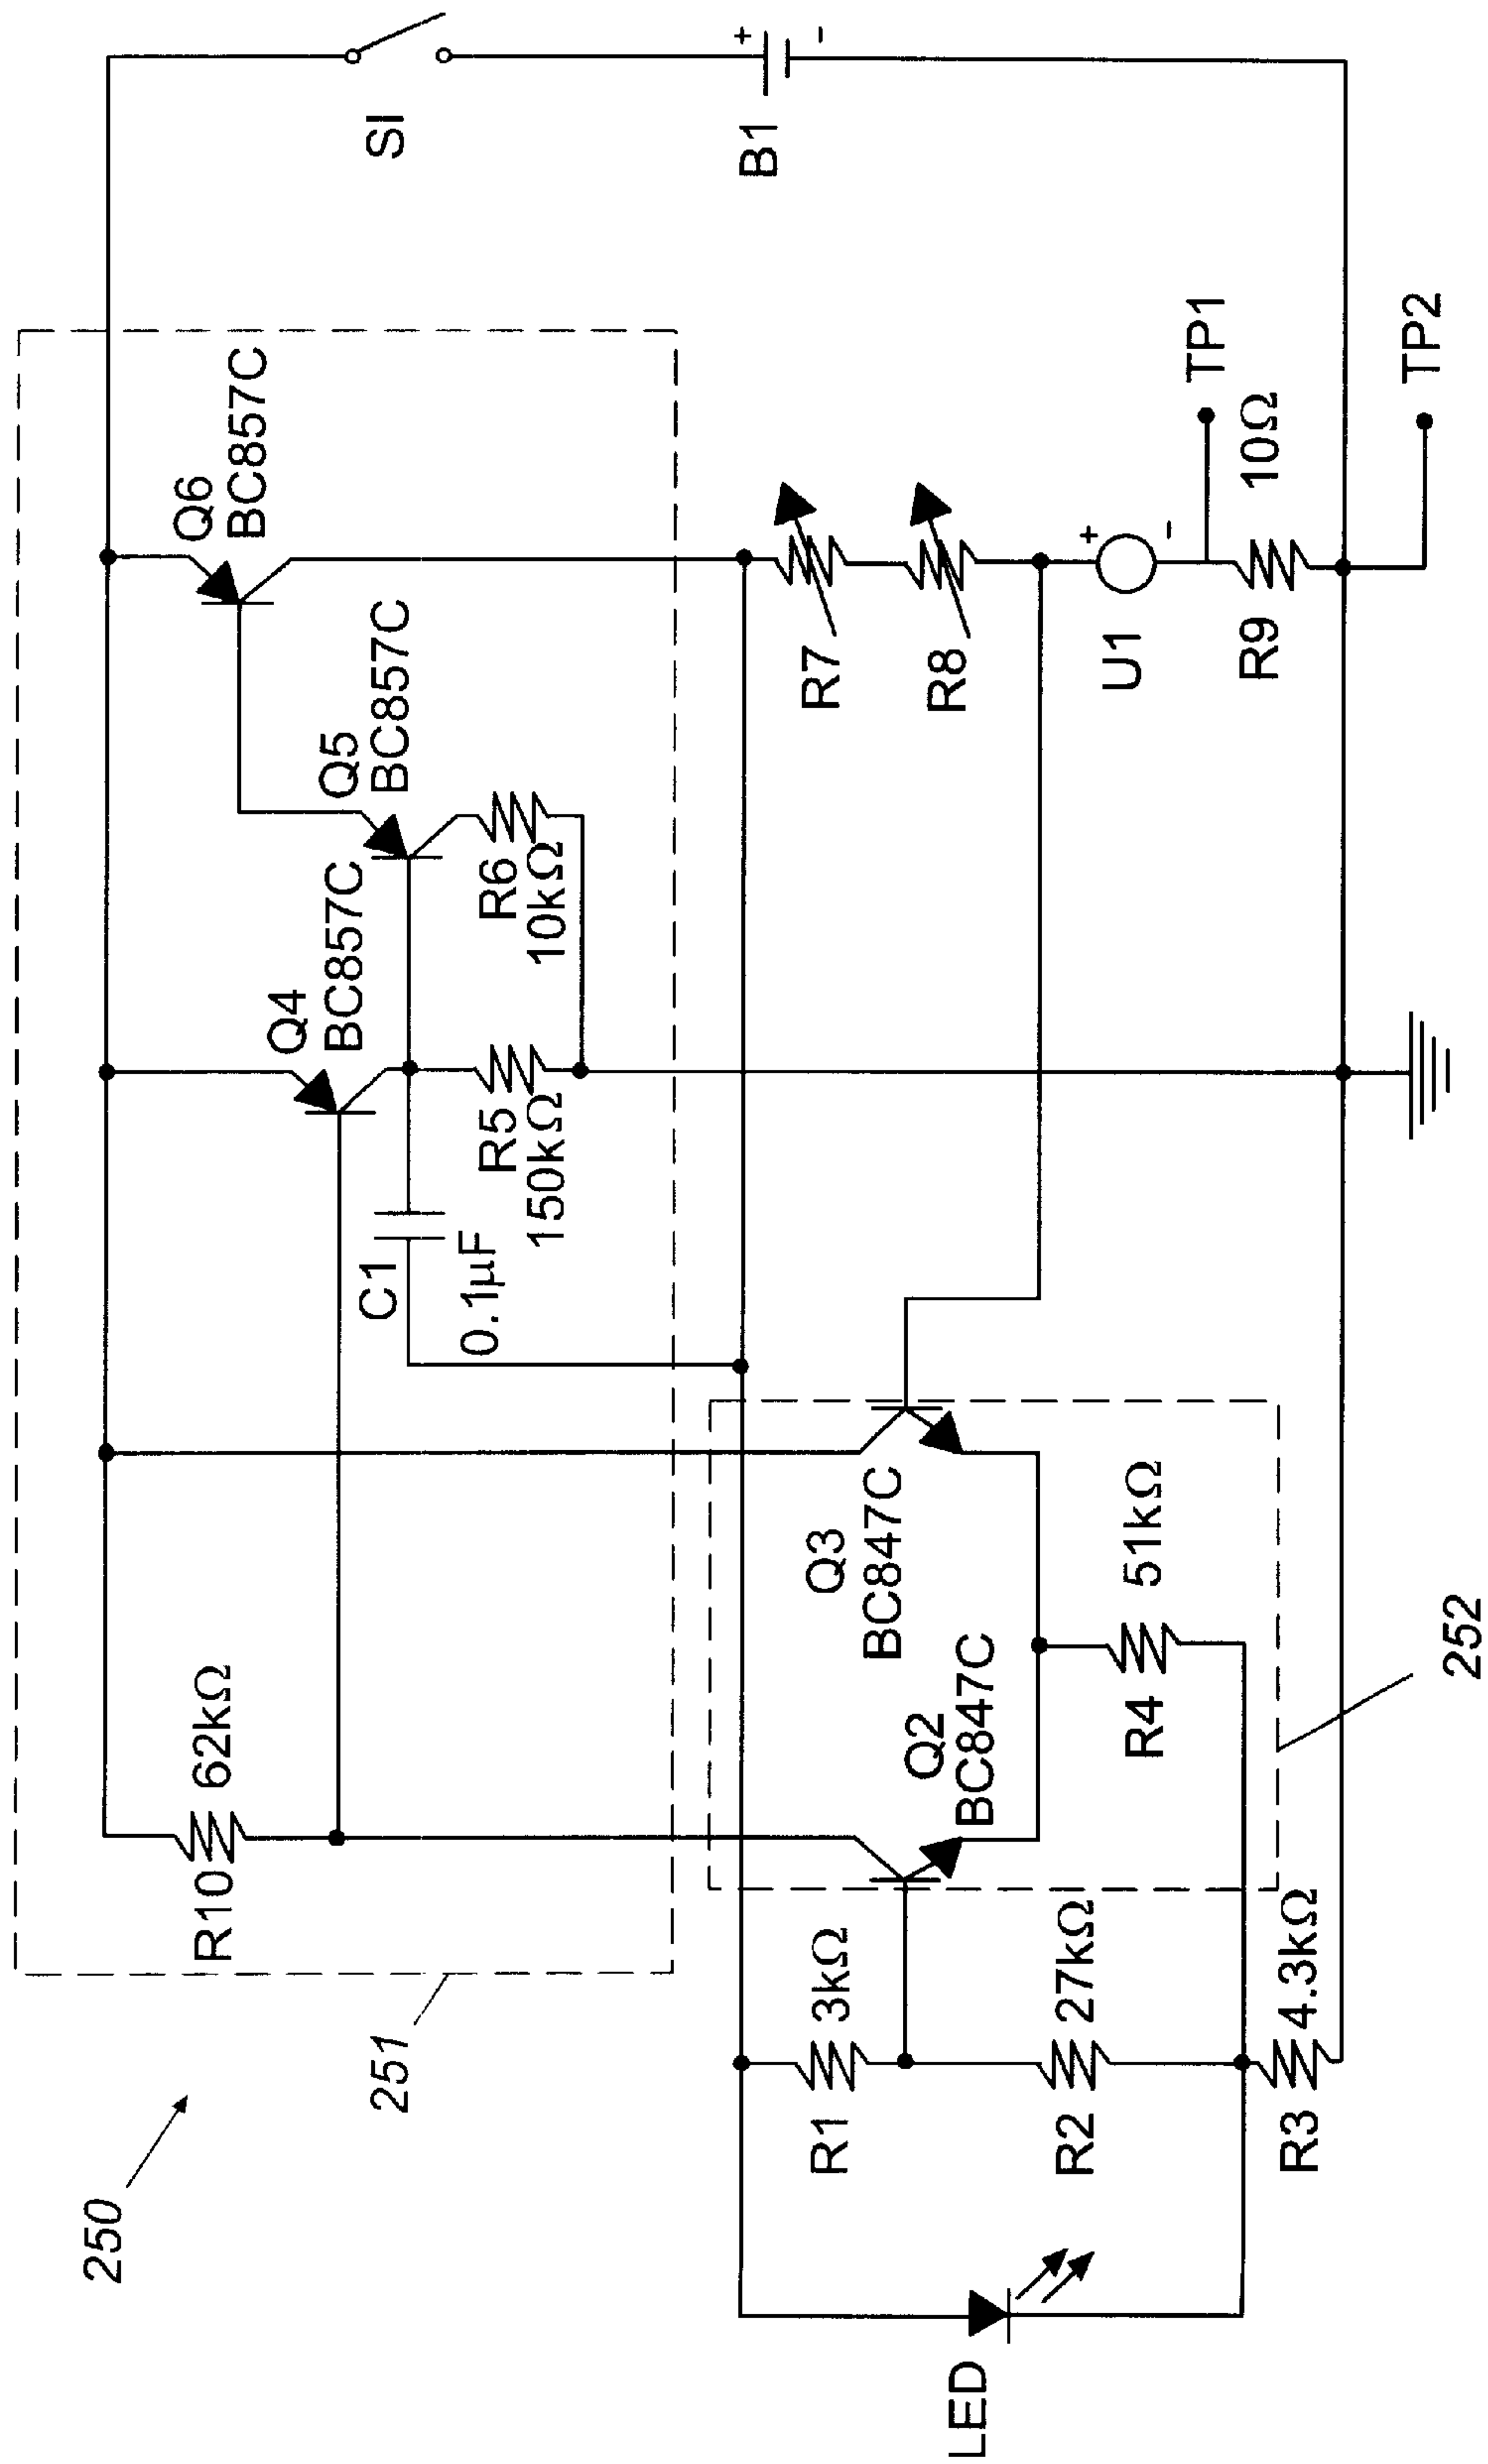 250
251
R10
62kΩ
Q4
BC857C
Q5
BC857C
Q6
BC857C
SI
C1
0.1µF
R5
150kΩ
R6
10kΩ
B1
+
-
R1
3kΩ
Q3
BC847C
Q2
BC847C
R7
R8
LED
R2
27kΩ
R4
51kΩ
U1
+
-
TP1
R3
4.3kΩ
R9
10Ω
252
TP2